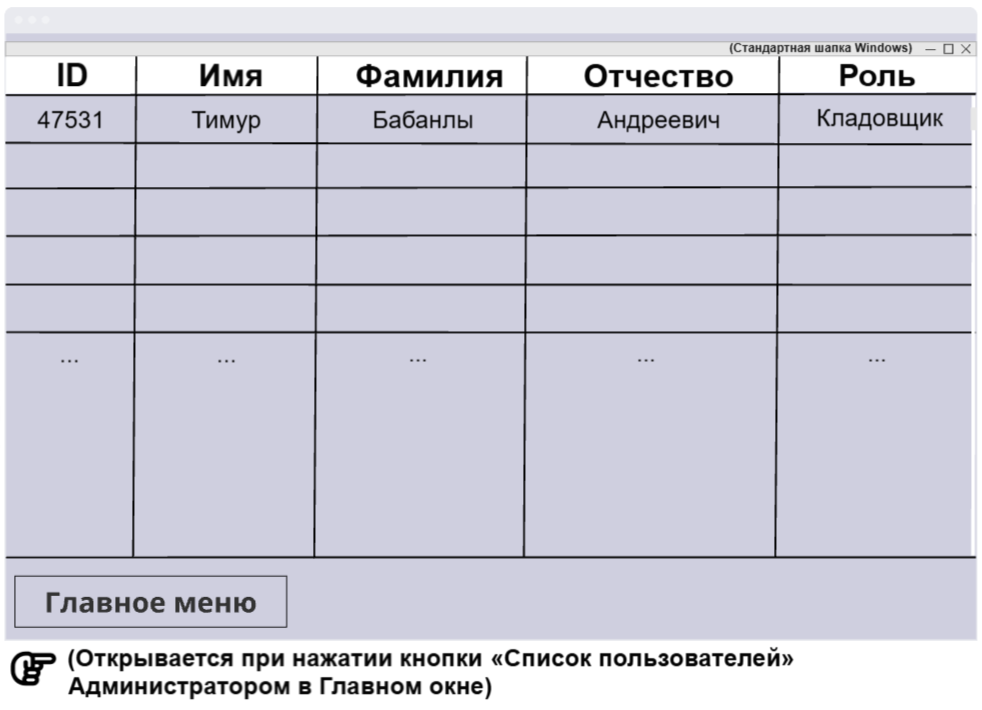 (Стандартная шапка Windows)
ID Имя Фамилия Отчество Роль
47531 Тимур Бабанлы Андреевич Кладовщик
... ... ... ... ...
Главное меню
(Открывается при нажатии кнопки «Список пользователей»
Администратором в Главном окне)